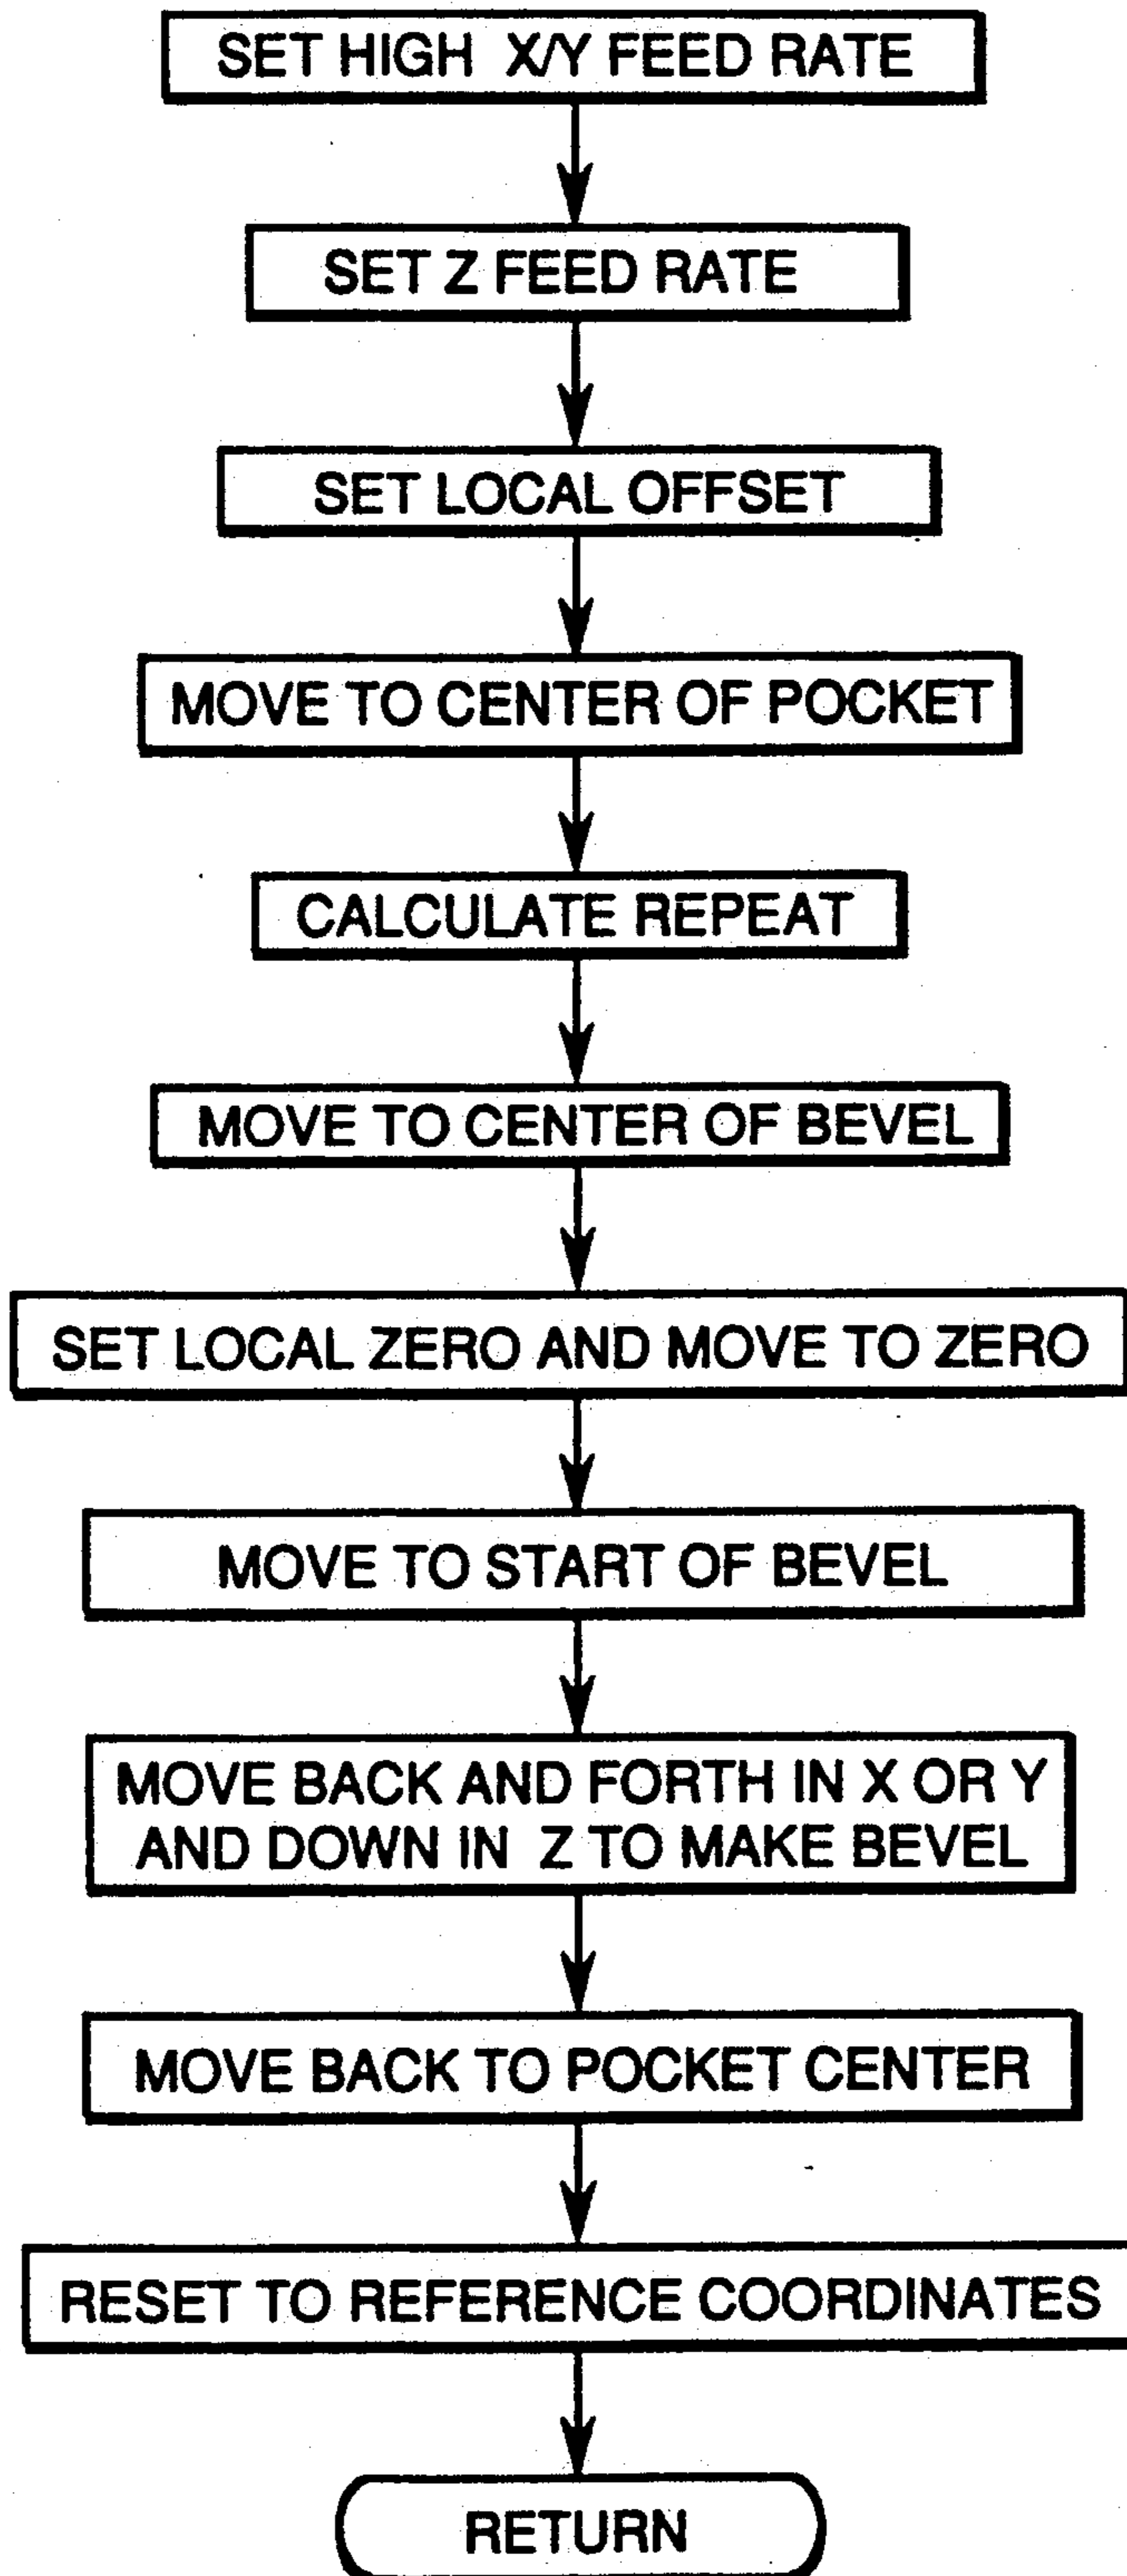 SET HIGH X/Y FEED RATE
SET Z FEED RATE
SET LOCAL OFFSET
MOVE TO CENTER OF POCKET
CALCULATE REPEAT
MOVE TO CENTER OF BEVEL
SET LOCAL ZERO AND MOVE TO ZERO
MOVE TO START OF BEVEL
MOVE BACK AND FORTH IN X OR Y
AND DOWN IN Z TO MAKE BEVEL
MOVE BACK TO POCKET CENTER
RESET TO REFERENCE COORDINATES
RETURN